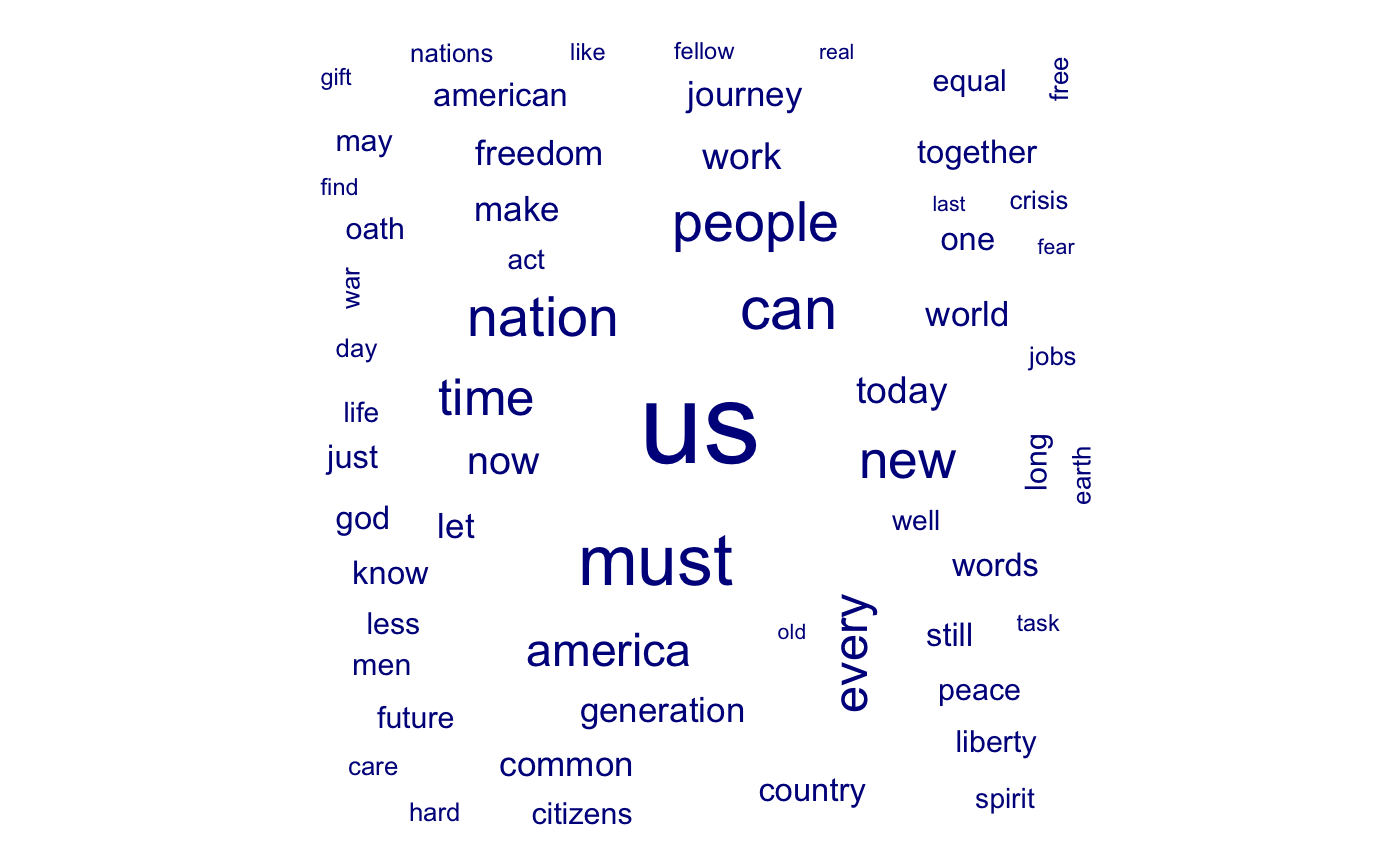 nations like fellow real
gift american journey equal free
may freedom work together
find make people last crisis
oath act one fear
war nation can world
day time us today jobs
life now new long earth
just
god let must well
know words
less america old every still task
men generation peace
future common liberty
care country spirit
hard citizens